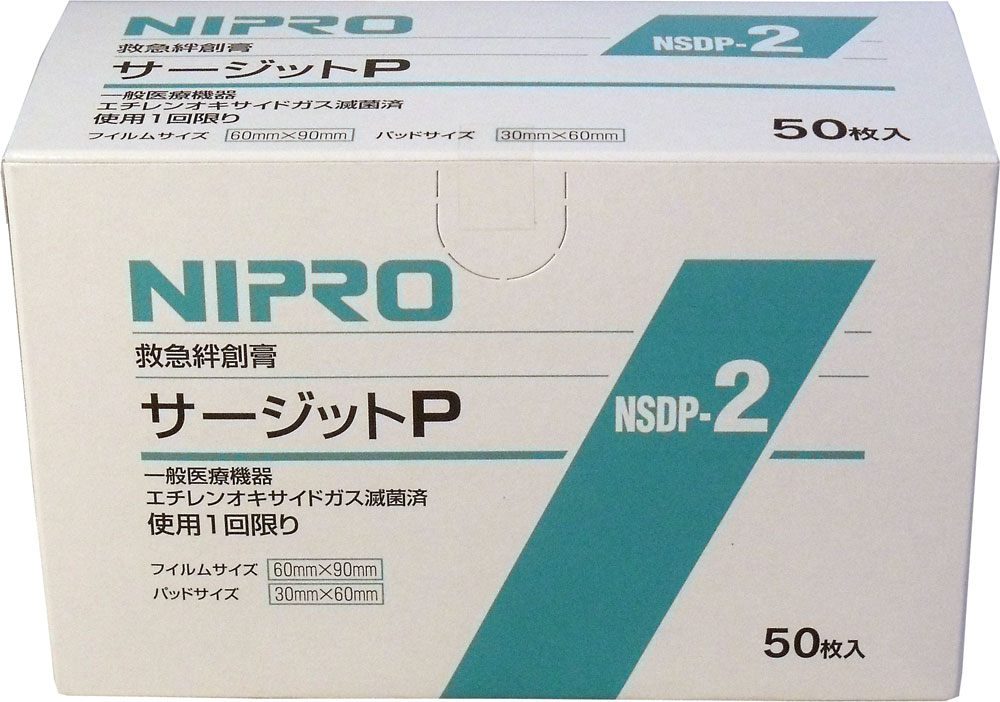 NIPRO
救急絆創膏
サージットP
NSDP-2
一般医療機器
エチレンオキサイドガス滅菌済
使用1回限り
フイルムサイズ 60mm×90mm パッドサイズ 30mm×60mm
50枚入
NIPRO
救急絆創膏
サージットP
NSDP-2
一般医療機器
エチレンオキサイドガス滅菌済
使用1回限り
フイルムサイズ 60mm×90mm
パッドサイズ 30mm×60mm
50枚入